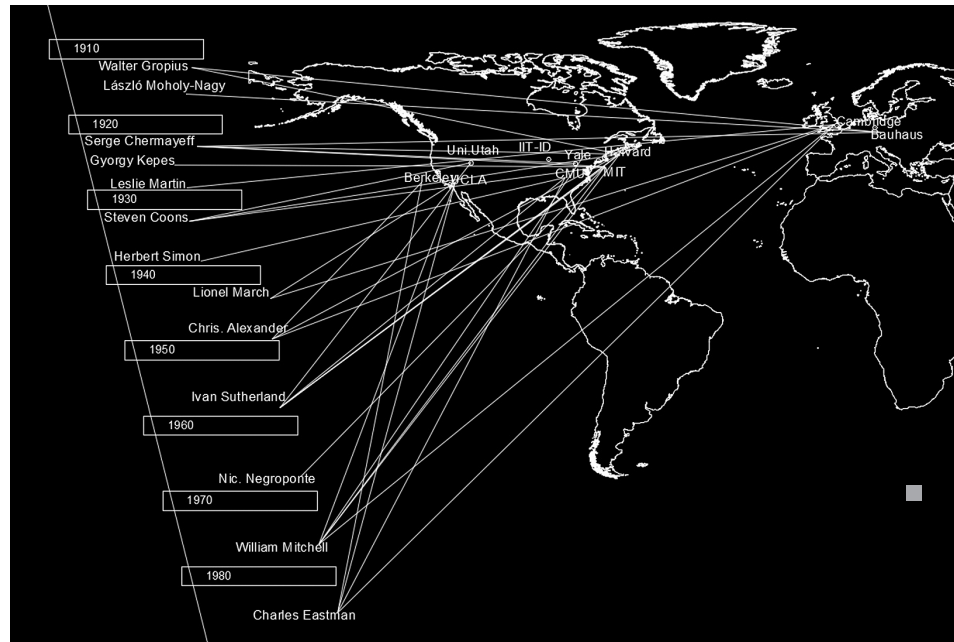 1910
Walter Gropius
László Moholy-Nagy
1920
Serge Chermayeff
Gyorgy Kepes
Leslie Martin
1930
Steven Coons
Herbert Simon
1940
Lionel March
Chris. Alexander
1950
Ivan Sutherland
1960
Nic. Negroponte
1970
William Mitchell
1980
Charles Eastman
Uni.Utah
IIT-ID
Yale
Harvard
Berkeley
UCLA
CMU
MIT
Cambridge
Bauhaus